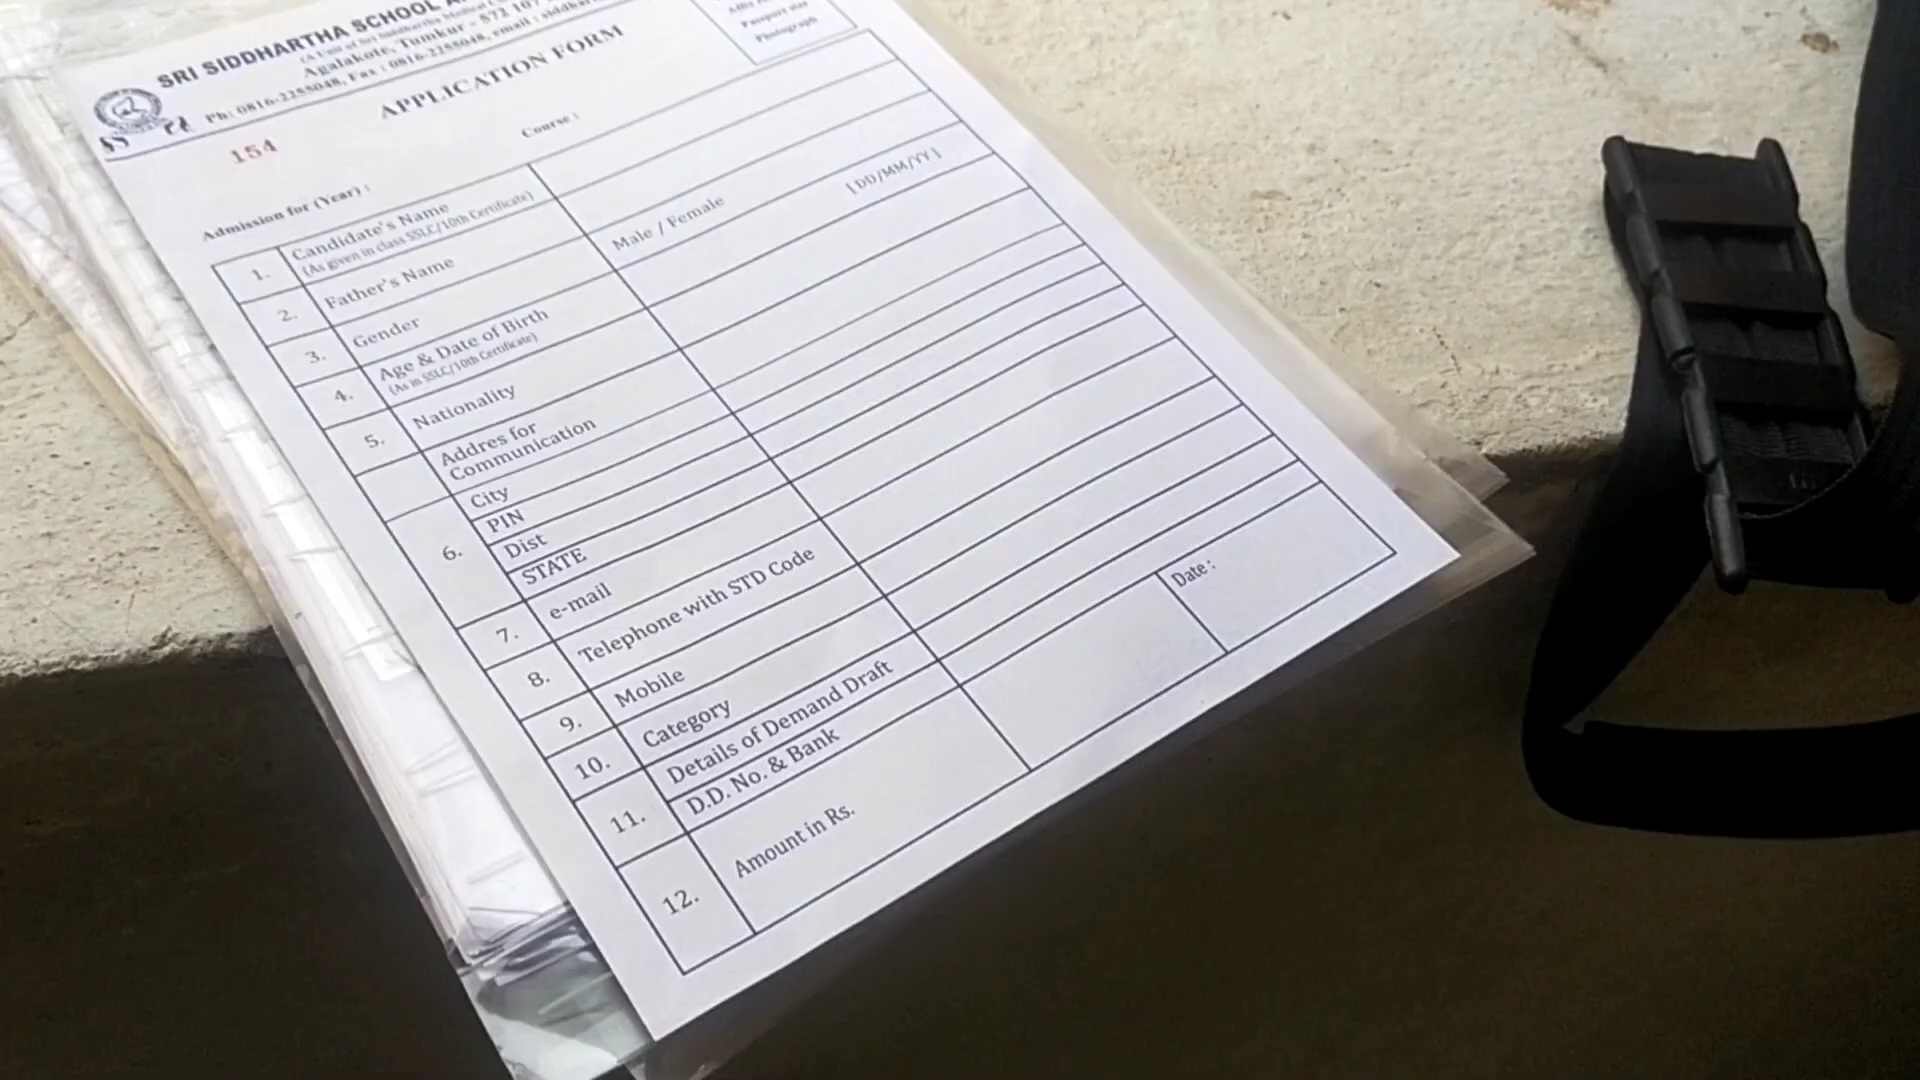 SRI SIDDHARTHA SCHOOL
Agalakote, Tumkur - 572 107
Ph: 0816-2288048, Fax : 0816-2288048, email :
Passport size
Photograph
APPLICATION FORM
154
Course :
Admission for (Year) :
1. Candidate's Name
(As given in class SSLC/10th Certificate)
2. Father's Name
3. Gender Male / Female
4. Age & Date of Birth [DD/MM/YY]
(As in SSLC/10th Certificate)
5. Nationality
Addres for
Communication
6. City
PIN
Dist
STATE
7. e-mail
8. Telephone with STD Code
9. Mobile
10. Category
11. Details of Demand Draft
D.D. No. & Bank
Date :
12. Amount in Rs.